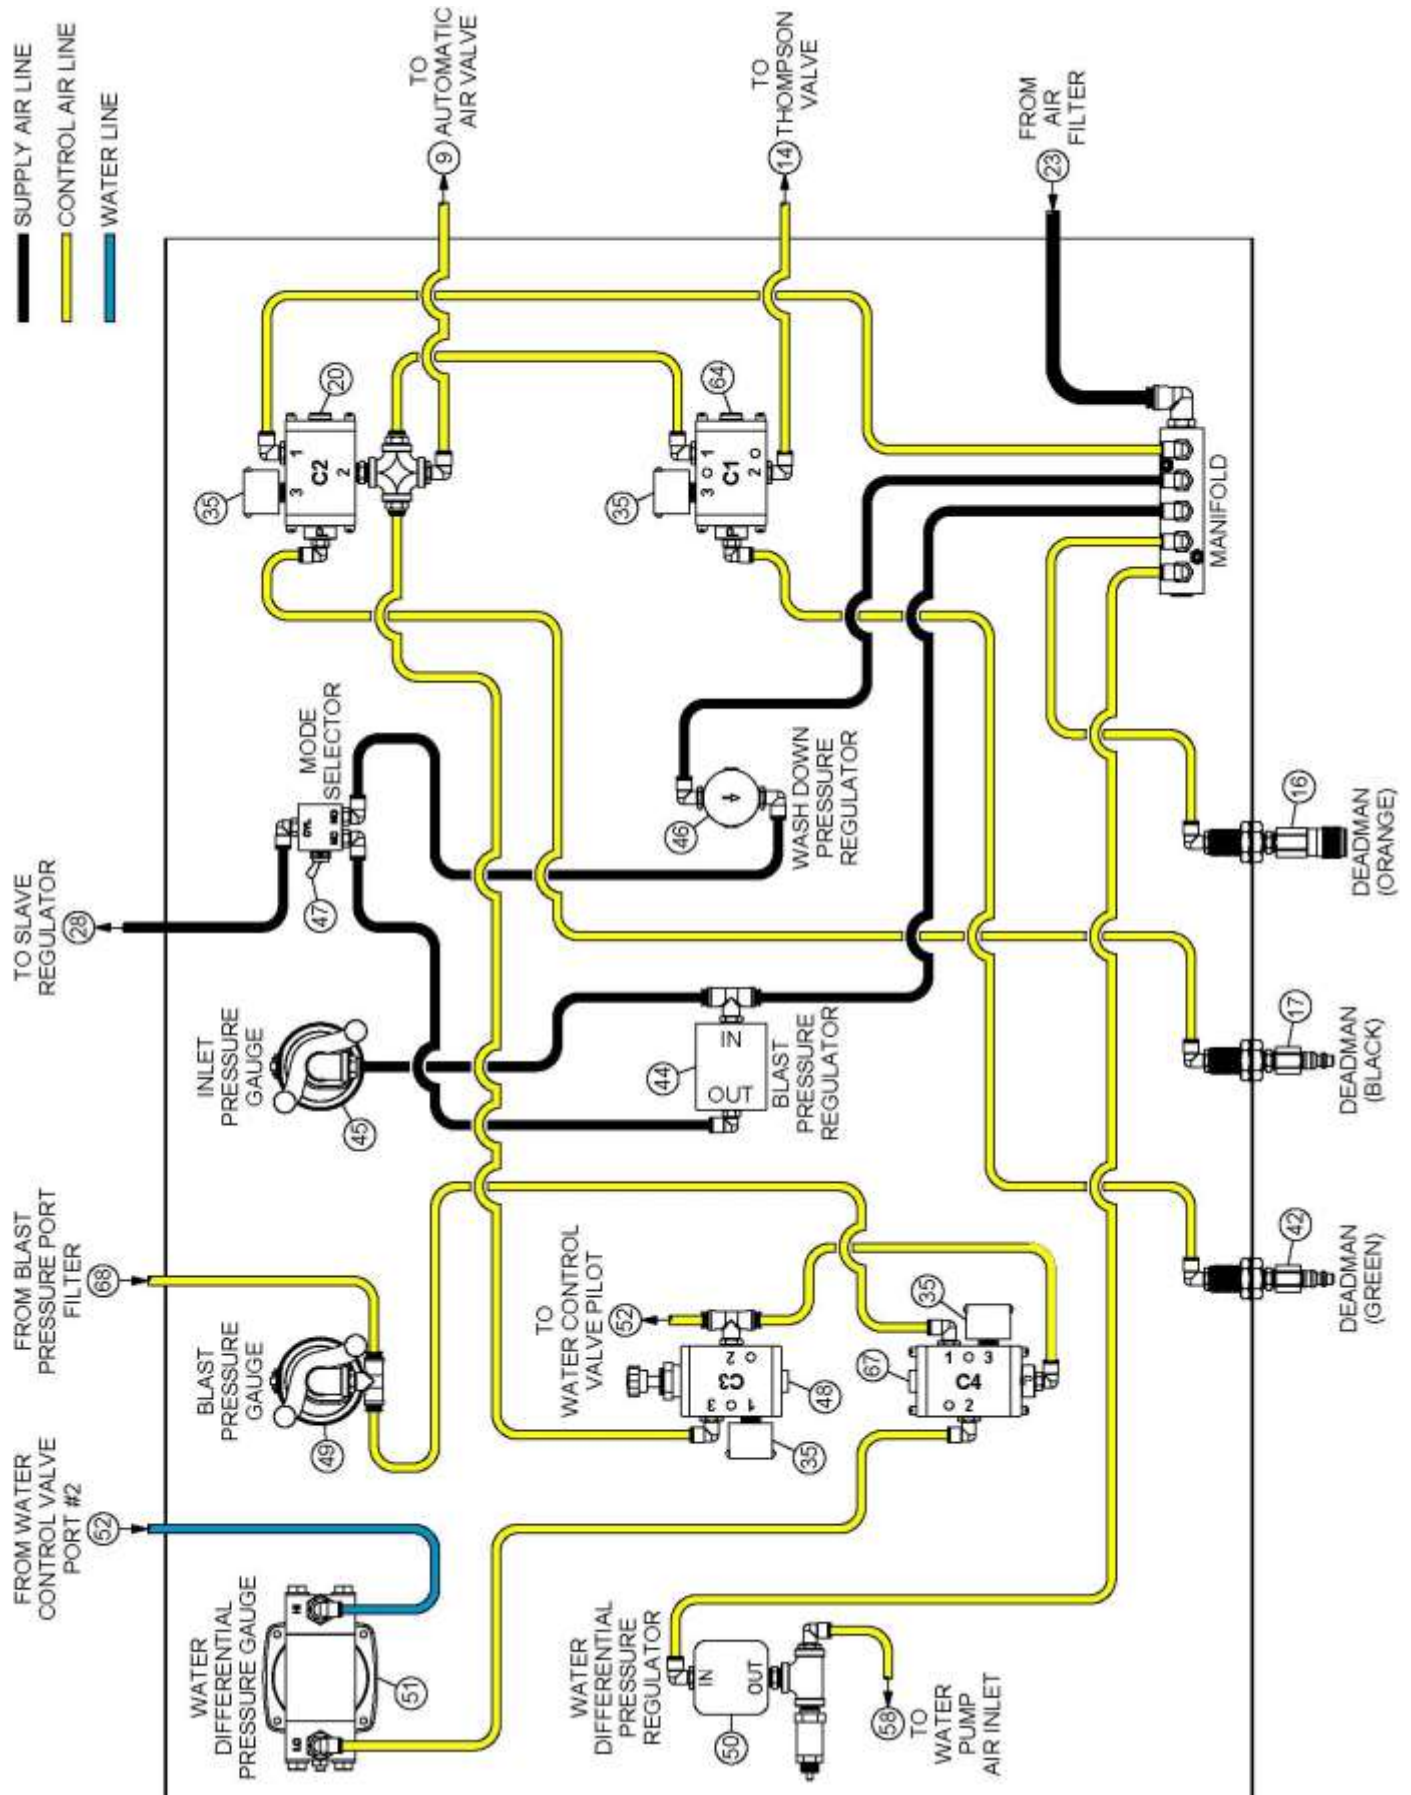 SUPPLY AIR LINE
CONTROL AIR LINE
WATER LINE
FROM WATER
CONTROL VALVE
PORT #2
52
FROM BLAST
PRESSURE PORT
FILTER
68
TO SLAVE
REGULATOR
28
WATER
DIFFERENTIAL
PRESSURE GAUGE
51
LO
HI
BLAST
PRESSURE
GAUGE
49
INLET
PRESSURE
GAUGE
45
MODE
SELECTOR
47
CYL
NC
NO
35
20
C2
1
2
3
TO
9 AUTOMATIC
AIR VALVE
WATER
DIFFERENTIAL
PRESSURE
REGULATOR
50
IN
OUT
58
TO
WATER
PUMP
AIR INLET
TO
WATER CONTROL
VALVE PILOT
52
C3
1
2
3
48
35
67
C4
1
2
3
35
44
IN
OUT
BLAST
PRESSURE
REGULATOR
46
WASH DOWN
PRESSURE
REGULATOR
35
64
C1
1
2
3
TO
14 THOMPSON
VALVE
FROM
AIR
FILTER
23
MANIFOLD
42
DEADMAN
(GREEN)
17
DEADMAN
(BLACK)
16
DEADMAN
(ORANGE)